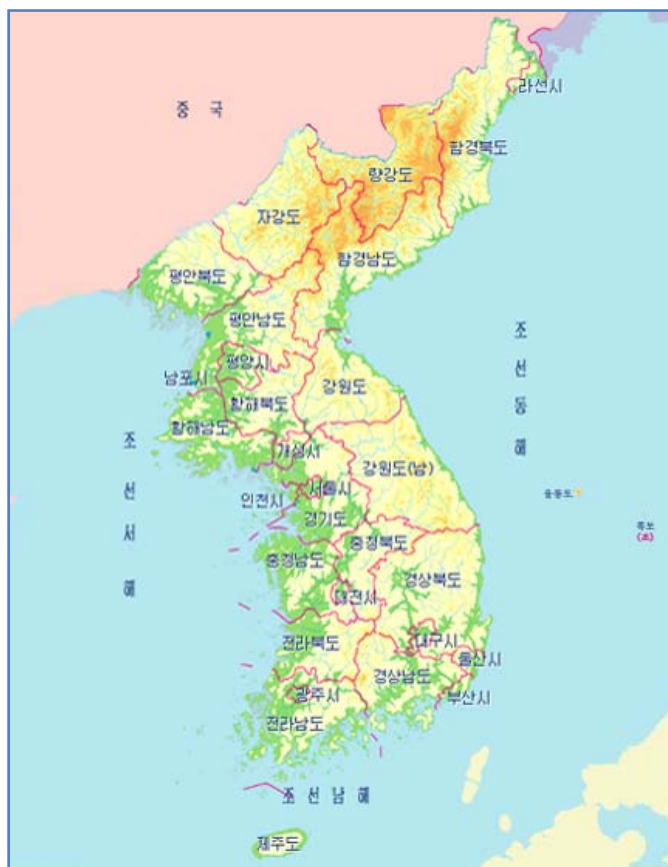 중 국
라선시
함경북도
량강도
자강도
함경남도
평안북도
평안남도
평양시
남포시
강원도
황해북도
황해남도
개성시
조 선 동 해
조 선 서 해
강원도(남)
서울시
인천시
울릉도
경기도
충청북도
충청남도
경상북도
대전시
전라북도
대구시
울산시
경상남도
광주시
부산시
전라남도
조 선 남 해
제주도